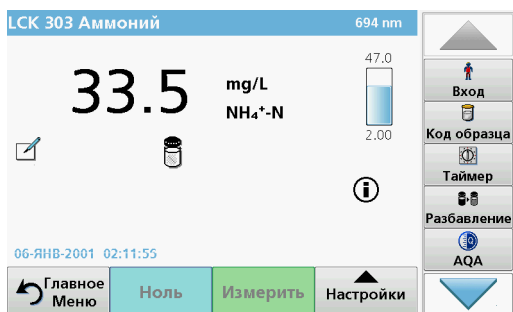 LCK 303 Аммоний 694 nm
47.0
33.5 mg/L
NH₄⁺-N
2.00
06-ЯНВ-2001 02:11:55
Главное Меню
Ноль
Измерить
Настройки
Вход
Код образца
Таймер
Разбавление
AQA